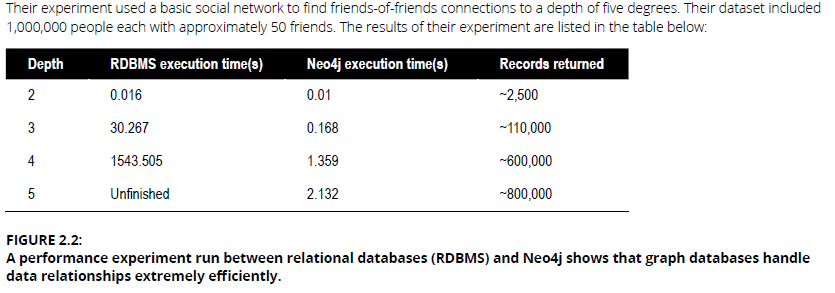 Their experiment used a basic social network to find friends-of-friends connections to a depth of five degrees. Their dataset included
1,000,000 people each with approximately 50 friends. The results of their experiment are listed in the table below:
Depth RDBMS execution time(s) Neo4j execution time(s) Records returned
2 0.016 0.01 ~2,500
3 30.267 0.168 ~110,000
4 1543.505 1.359 ~600,000
5 Unfinished 2.132 ~800,000
FIGURE 2.2:
A performance experiment run between relational databases (RDBMS) and Neo4j shows that graph databases handle
data relationships extremely efficiently.